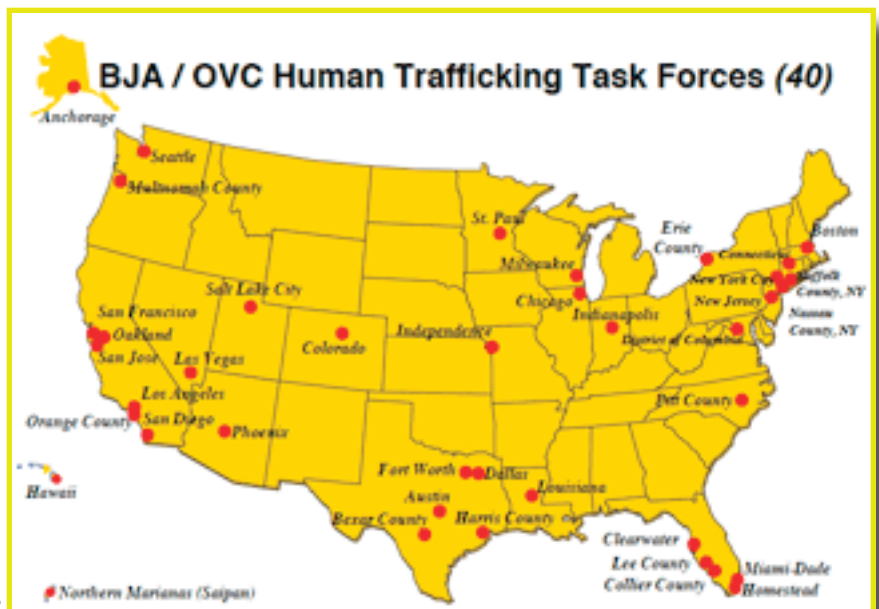 BJA / OVC Human Trafficking Task Forces (40)
Anchorage
Seattle
Multnomah County
St. Paul
Erie
County
Boston
Connecticut
Milwaukee
New York City
Suffolk
County, NY
Salt Lake City
Chicago
New Jersey
San Francisco
Indianapolis
Nassau
County, NY
Oakland
Independence
District of Columbia
Colorado
San Jose
Las Vegas
Los Angeles
Pitt County
Orange County
San Diego
Phoenix
Fort Worth
Dallas
Hawaii
Louisiana
Austin
Bexar County
Harris County
Clearwater
Lee County
Miami-Dade
Collier County
Homestead
Northern Marianas (Saipan)